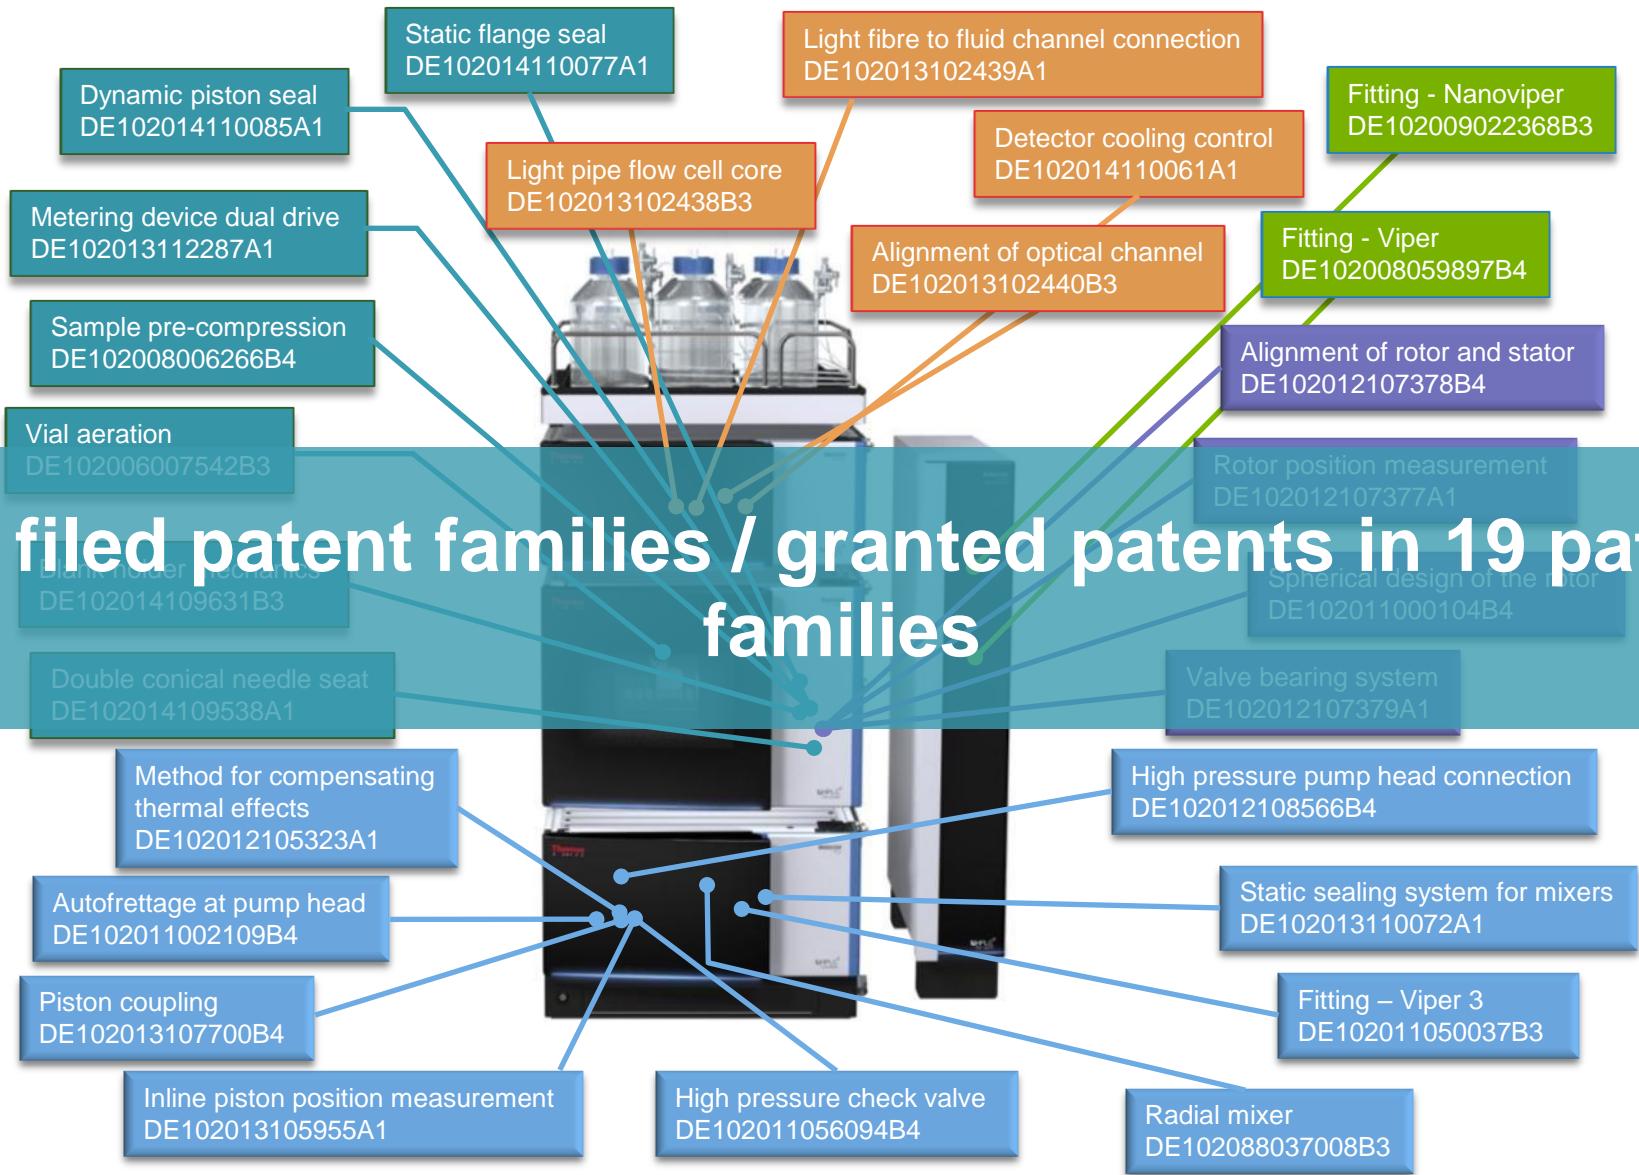 Static flange seal
DE102014110077A1
Light fibre to fluid channel connection
DE102013102439A1
Dynamic piston seal
DE102014110085A1
Fitting - Nanoviper
DE102009022368B3
Detector cooling control
DE102014110061A1
Light pipe flow cell core
DE102013102438B3
Metering device dual drive
DE102013112287A1
Fitting - Viper
DE102008059897B4
Alignment of optical channel
DE102013102440B3
Sample pre-compression
DE102008006266B4
Alignment of rotor and stator
DE102012107378B4
Vial aeration
DE102006007542B3
Rotor position measurement
DE102012107377A1
filed patent families / granted patents in 19 pat
families
Blank holder mechanics
DE102014109631B3
Spherical design of the rotor
DE102011000104B4
Double conical needle seat
DE102014109538A1
Valve bearing system
DE102012107379A1
Method for compensating
thermal effects
DE102012105323A1
High pressure pump head connection
DE102012108566B4
Thermo
Autofrettage at pump head
DE102011002109B4
Static sealing system for mixers
DE102013110072A1
Piston coupling
DE102013107700B4
Fitting – Viper 3
DE102011050037B3
Inline piston position measurement
DE102013105955A1
High pressure check valve
DE102011056094B4
Radial mixer
DE102088037008B3